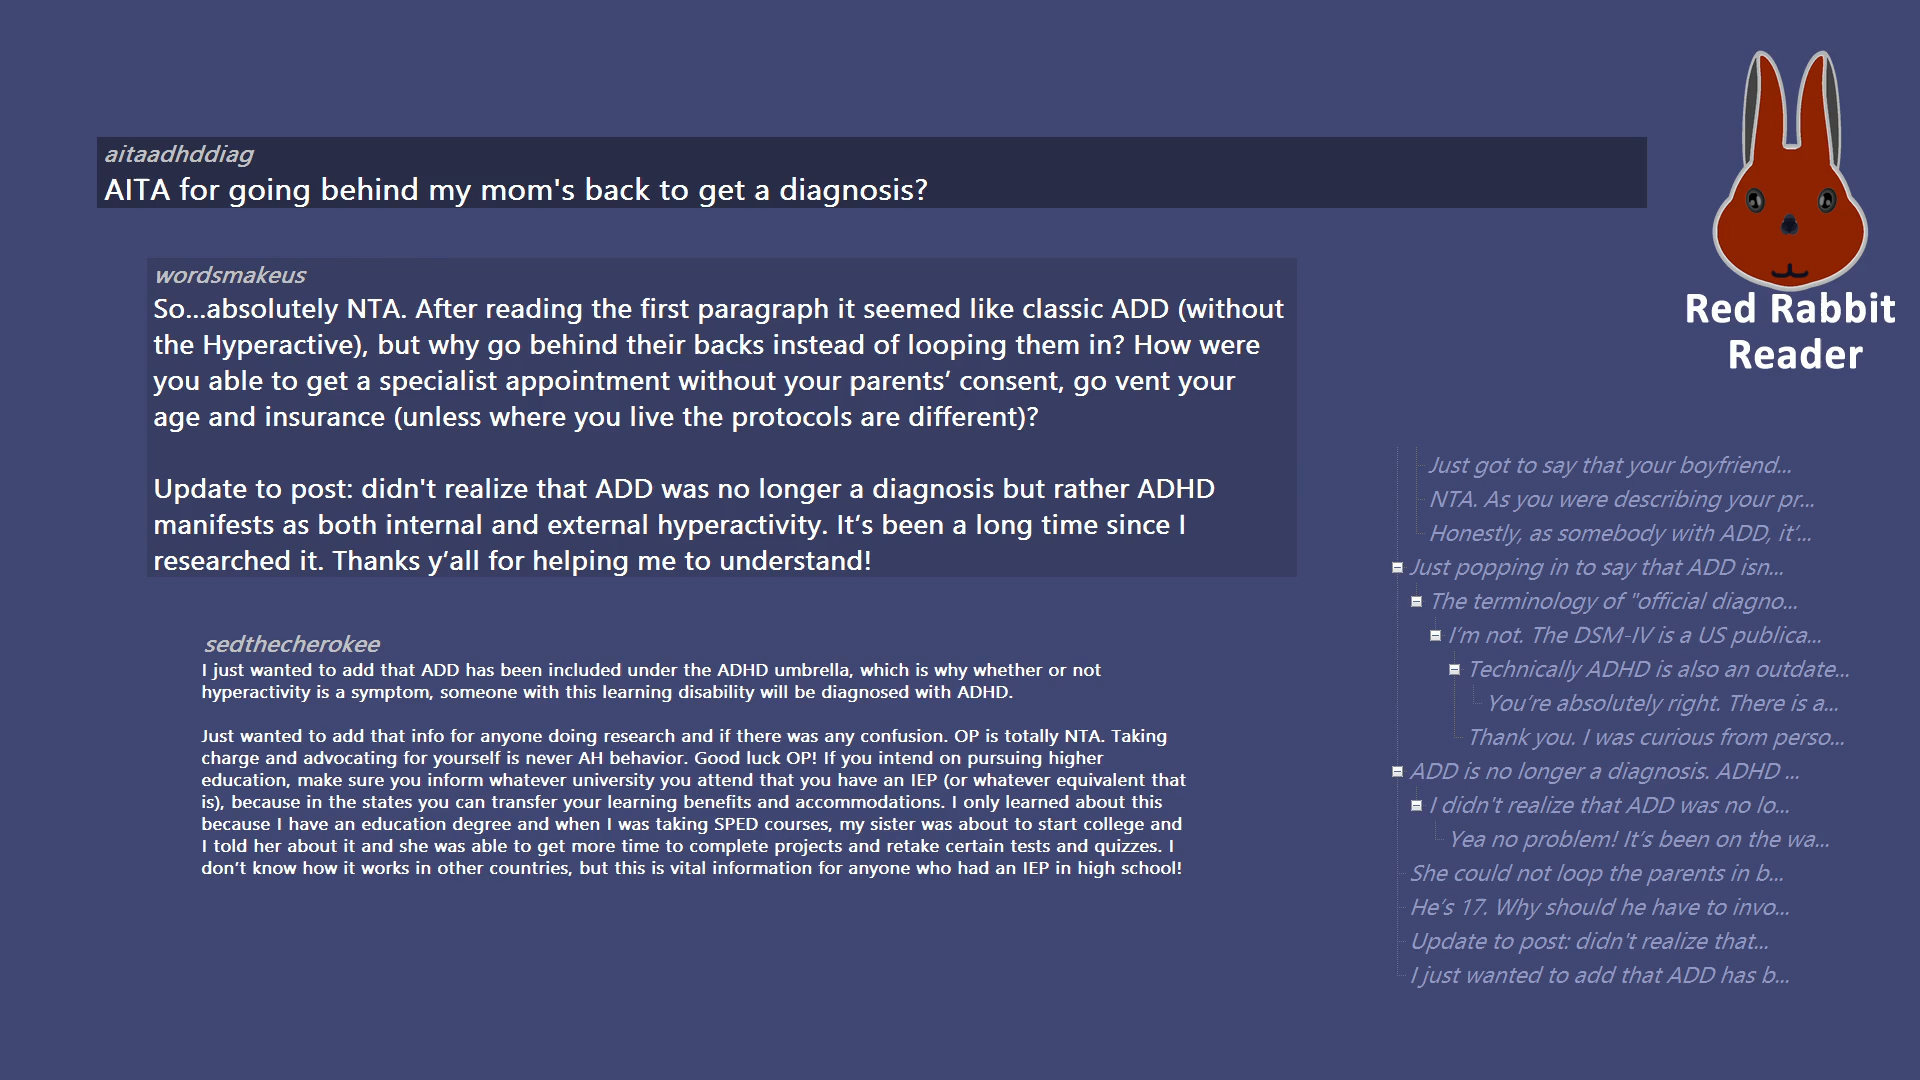 aitaadhddiag
AITA for going behind my mom's back to get a diagnosis?
wordsmakeus
So...absolutely NTA. After reading the first paragraph it seemed like classic ADD (without
the Hyperactive), but why go behind their backs instead of looping them in? How were
you able to get a specialist appointment without your parents’ consent, go vent your
age and insurance (unless where you live the protocols are different)?
Update to post: didn't realize that ADD was no longer a diagnosis but rather ADHD
manifests as both internal and external hyperactivity. It’s been a long time since I
researched it. Thanks y’all for helping me to understand!
sedthecherokee
I just wanted to add that ADD has been included under the ADHD umbrella, which is why whether or not
hyperactivity is a symptom, someone with this learning disability will be diagnosed with ADHD.
Just wanted to add that info for anyone doing research and if there was any confusion. OP is totally NTA. Taking
charge and advocating for yourself is never AH behavior. Good luck OP! If you intend on pursuing higher
education, make sure you inform whatever university you attend that you have an IEP (or whatever equivalent that
is), because in the states you can transfer your learning benefits and accommodations. I only learned about this
because I have an education degree and when I was taking SPED courses, my sister was about to start college and
I told her about it and she was able to get more time to complete projects and retake certain tests and quizzes. I
don’t know how it works in other countries, but this is vital information for anyone who had an IEP in high school!
Red Rabbit
Reader
Just got to say that your boyfriend...
NTA. As you were describing your pr...
Honestly, as somebody with ADD, it’...
Just popping in to say that ADD isn...
The terminology of "official diagno...
I’m not. The DSM-IV is a US publica...
Technically ADHD is also an outdate...
You’re absolutely right. There is a...
Thank you. I was curious from perso...
ADD is no longer a diagnosis. ADHD ...
I didn't realize that ADD was no lo...
Yea no problem! It’s been on the wa...
She could not loop the parents in b...
He’s 17. Why should he have to invo...
Update to post: didn't realize that...
I just wanted to add that ADD has b...